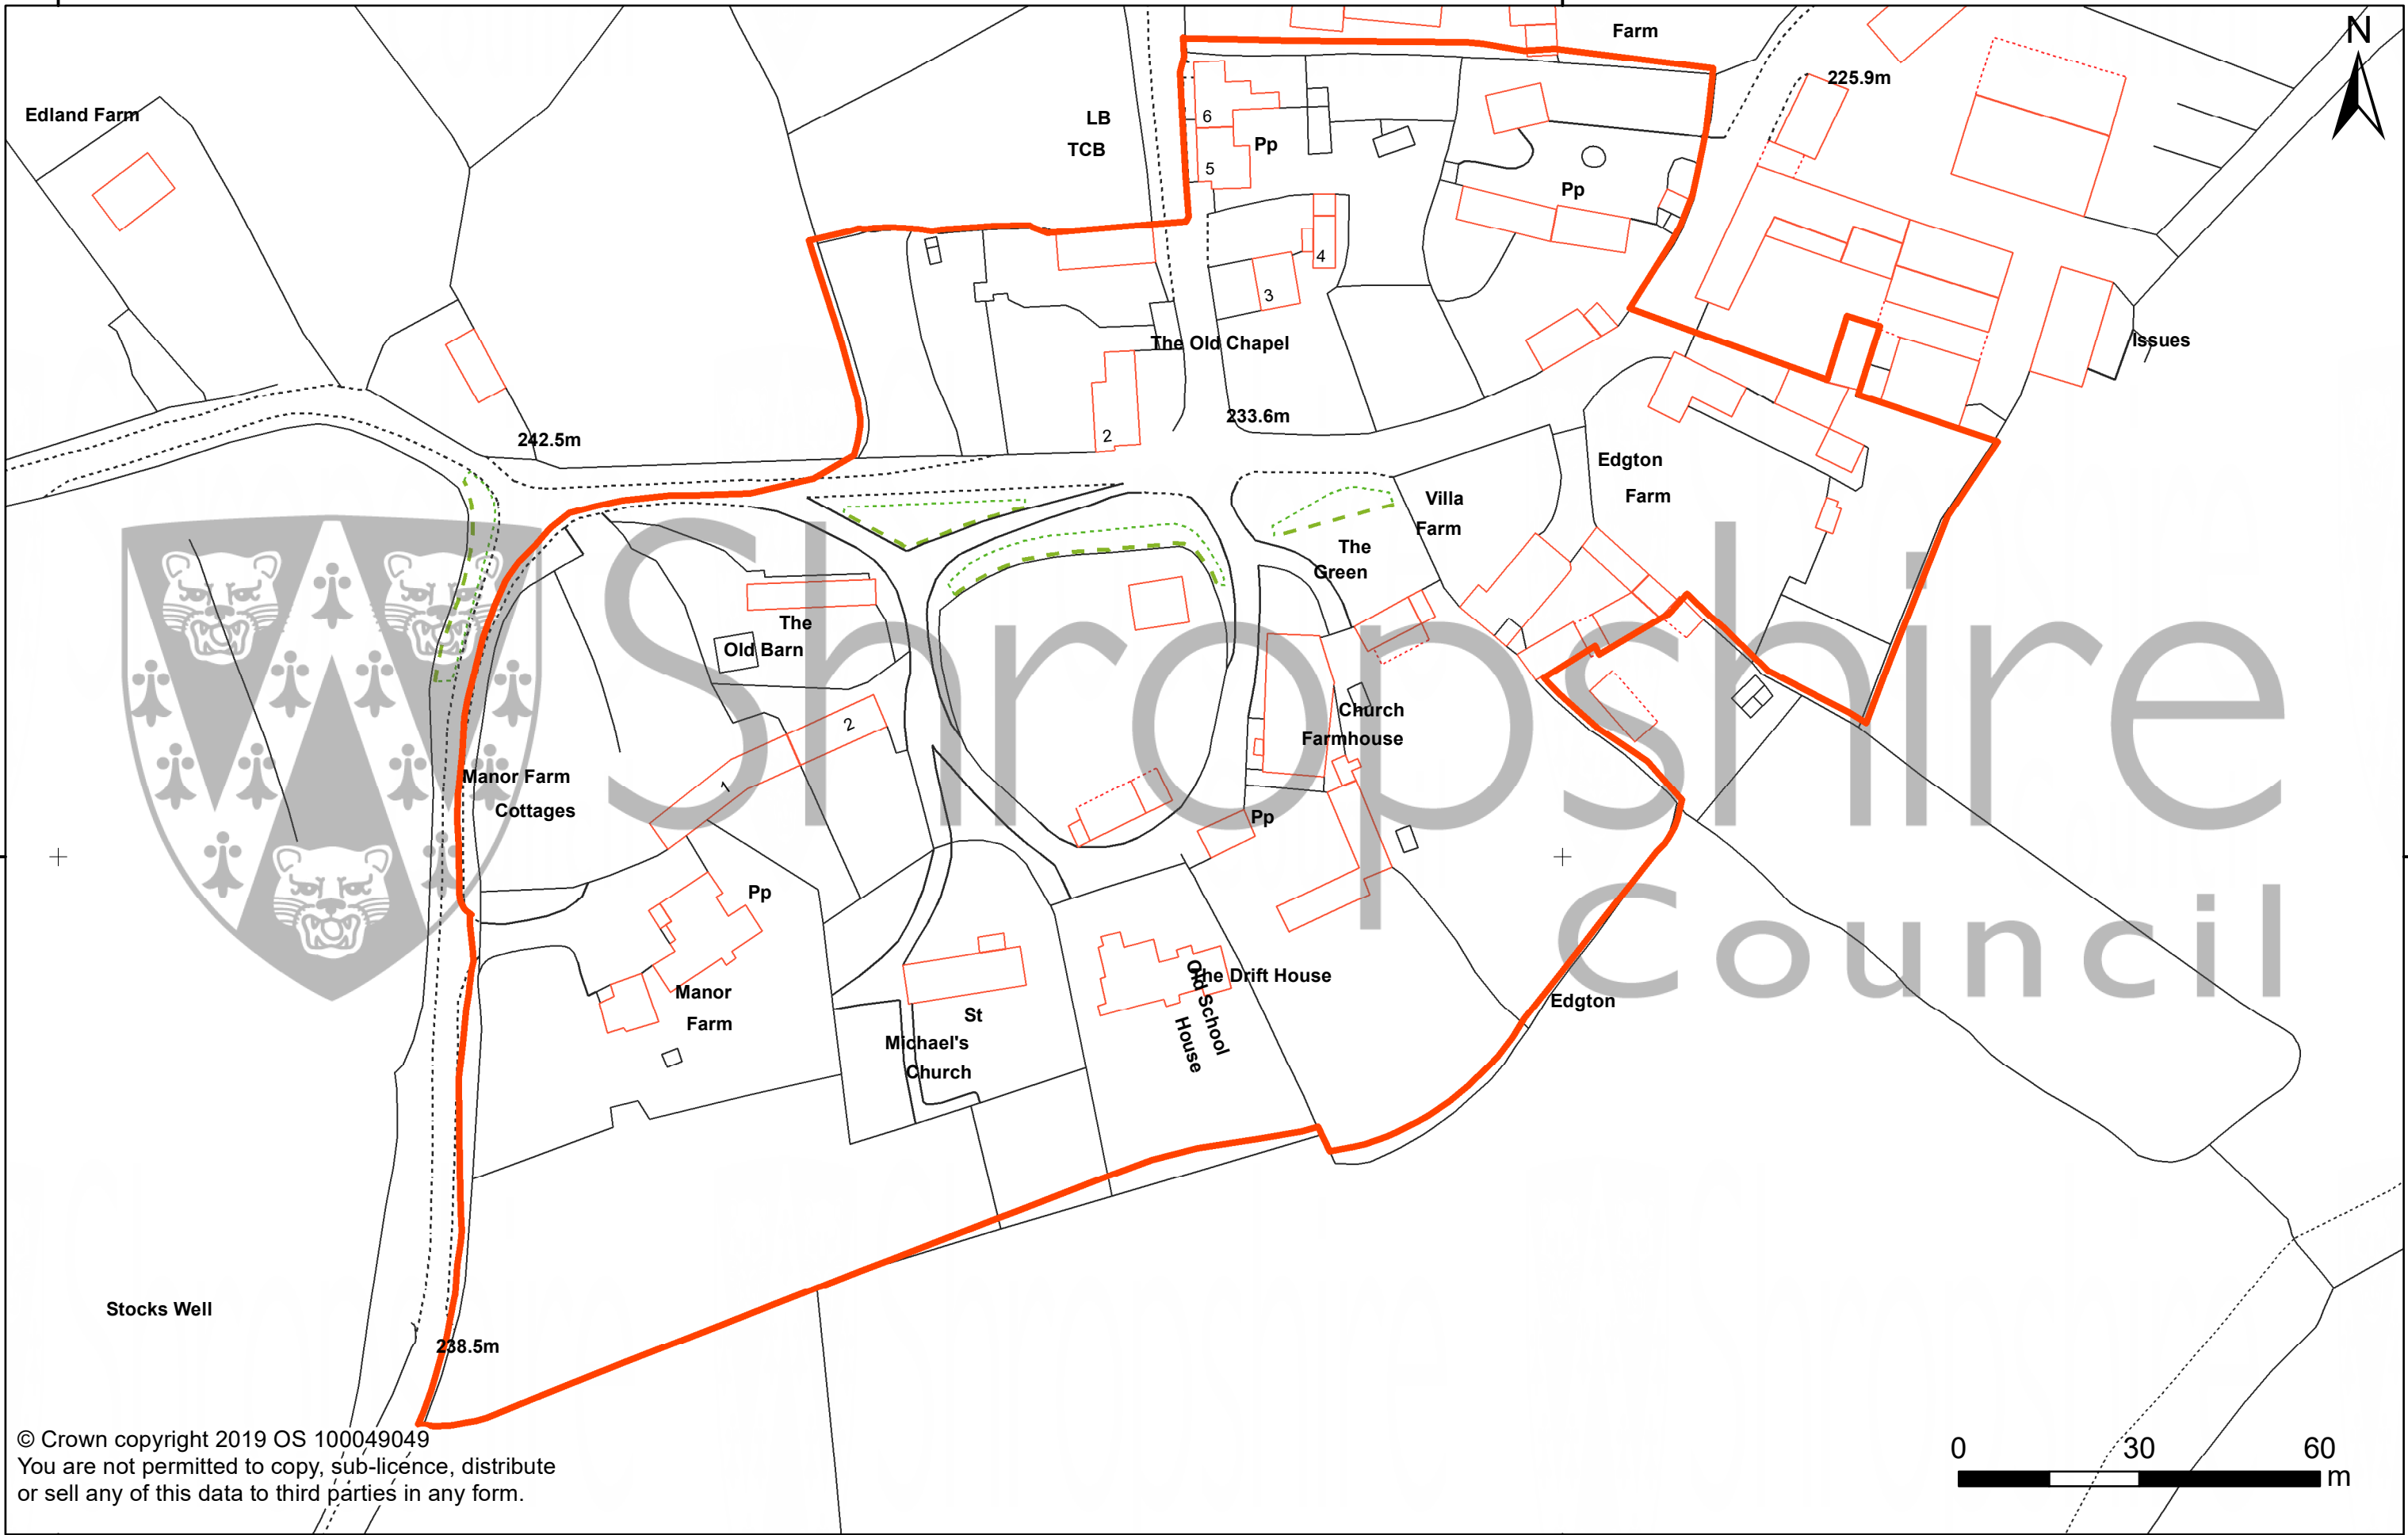 Farm
N
225.9m
Edland Farm
LB
TCB
6
Pp
5
Pp
4
3
The Old Chapel
Issues
233.6m
2
242.5m
Edgton
Farm
Villa
Farm
The
Green
The
Old Barn
Shropshire
Council
Church
Farmhouse
2
1
Manor Farm
Cottages
Pp
Pp
The Drift House
Old School
House
Manor
Farm
Edgton
St
Michael's
Church
Stocks Well
238.5m
© Crown copyright 2019 OS 100049049
You are not permitted to copy, sub-licence, distribute
or sell any of this data to third parties in any form.
0 30 60
m